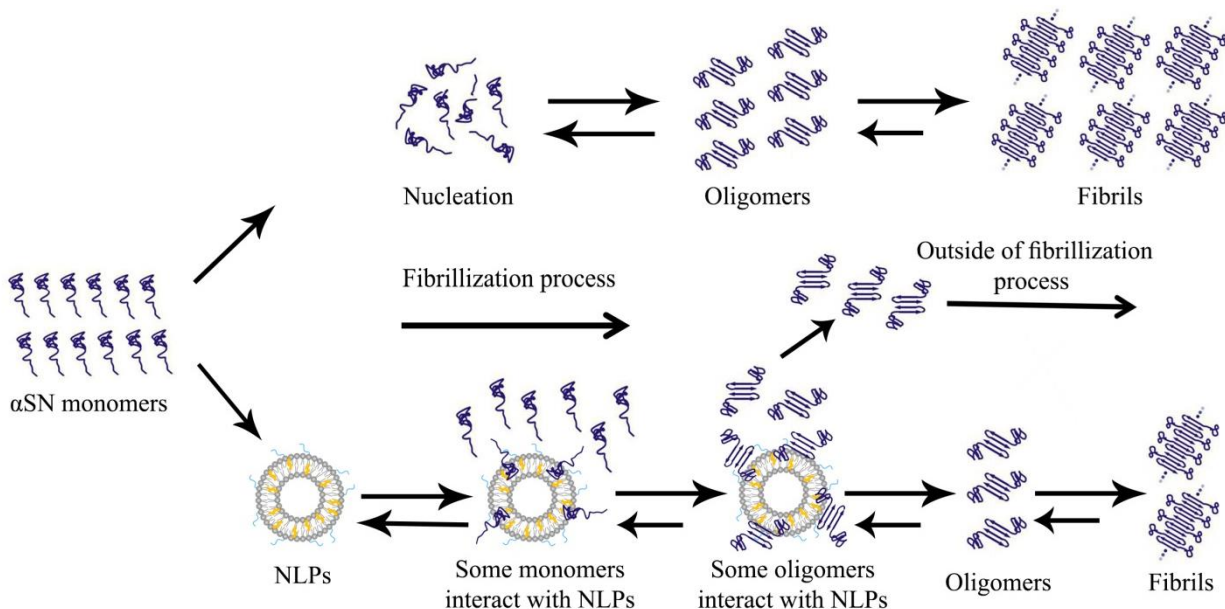 Nucleation
Oligomers
Fibrils
Fibrillization process
Outside of fibrillization
process
αSN monomers
NLPs
Some monomers
interact with NLPs
Some oligomers
interact with NLPs
Oligomers
Fibrils